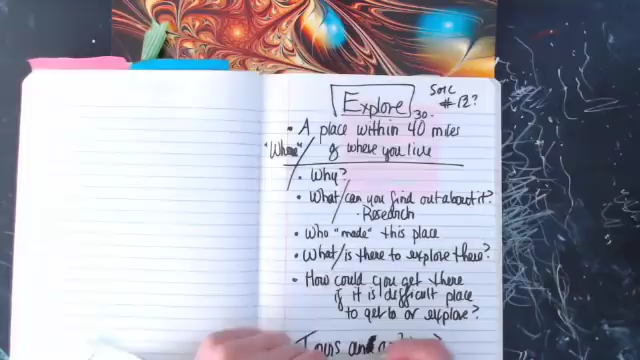 Explore
SOLC
#12?
30-
• A place within 40 miles
"Where" / of where you live
• Why?
• What / can you find out about it?
- Research
• Who "made" this place
• What / is there to explore there?
• How could you get there
if it is difficult place
to get to or explore?
Tours